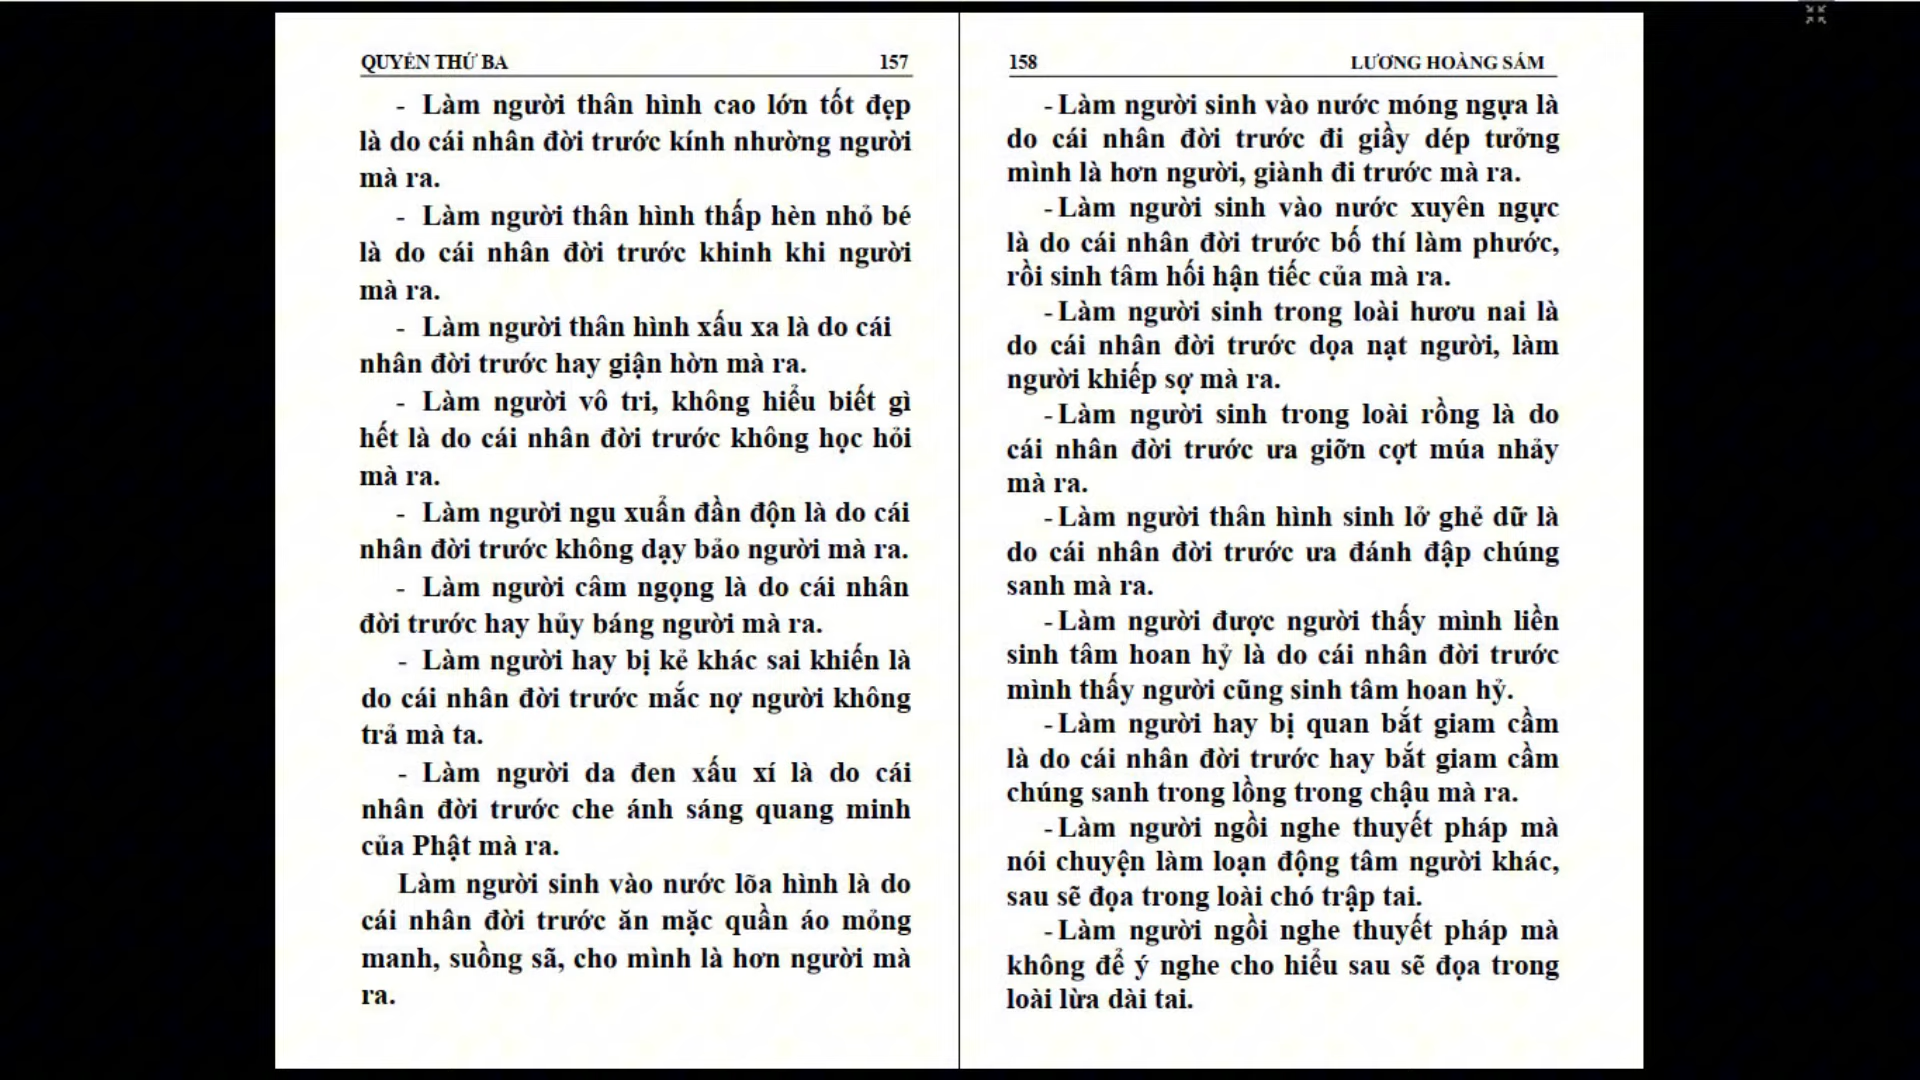 QUYỂN THỨ BA 157
- Làm người thân hình cao lớn tốt đẹp
là do cái nhân đời trước kính nhường người
mà ra.
- Làm người thân hình thấp hèn nhỏ bé
là do cái nhân đời trước khinh khi người
mà ra.
- Làm người thân hình xấu xa là do cái
nhân đời trước hay giận hờn mà ra.
- Làm người vô tri, không hiểu biết gì
hết là do cái nhân đời trước không học hỏi
mà ra.
- Làm người ngu xuẩn đần độn là do cái
nhân đời trước không dạy bảo người mà ra.
- Làm người câm ngọng là do cái nhân
đời trước hay hủy báng người mà ra.
- Làm người hay bị kẻ khác sai khiến là
do cái nhân đời trước mắc nợ người không
trả mà ta.
- Làm người da đen xấu xí là do cái
nhân đời trước che ánh sáng quang minh
của Phật mà ra.
Làm người sinh vào nước lõa hình là do
cái nhân đời trước ăn mặc quần áo mỏng
manh, suồng sã, cho mình là hơn người mà
ra.
158 LƯƠNG HOÀNG SÁM
- Làm người sinh vào nước móng ngựa là
do cái nhân đời trước đi giầy dép tưởng
mình là hơn người, giành đi trước mà ra.
- Làm người sinh vào nước xuyên ngực
là do cái nhân đời trước bố thí làm phước,
rồi sinh tâm hối hận tiếc của mà ra.
- Làm người sinh trong loài hươu nai là
do cái nhân đời trước dọa nạt người, làm
người khiếp sợ mà ra.
- Làm người sinh trong loài rồng là do
cái nhân đời trước ưa giỡn cợt múa nhảy
mà ra.
- Làm người thân hình sinh lở ghẻ dữ là
do cái nhân đời trước ưa đánh đập chúng
sanh mà ra.
- Làm người được người thấy mình liền
sinh tâm hoan hỷ là do cái nhân đời trước
mình thấy người cũng sinh tâm hoan hỷ.
- Làm người hay bị quan bắt giam cầm
là do cái nhân đời trước hay bắt giam cầm
chúng sanh trong lồng trong chậu mà ra.
- Làm người ngồi nghe thuyết pháp mà
nói chuyện làm loạn động tâm người khác,
sau sẽ đọa trong loài chó trập tai.
- Làm người ngồi nghe thuyết pháp mà
không để ý nghe cho hiểu sau sẽ đọa trong
loài lừa dài tai.